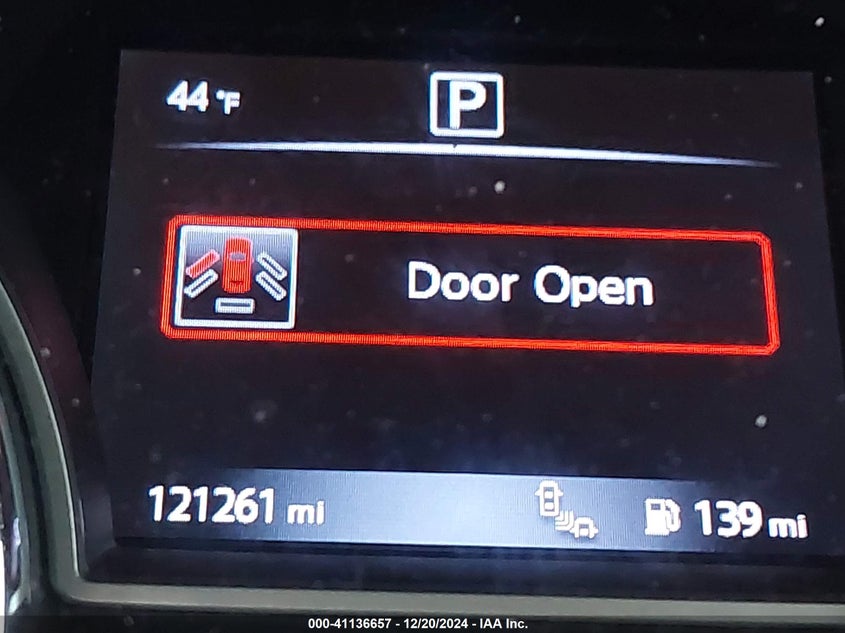 44 °F
P
Door Open
121261 mi
139 mi
000-41136657 - 12/20/2024 - IAA Inc.